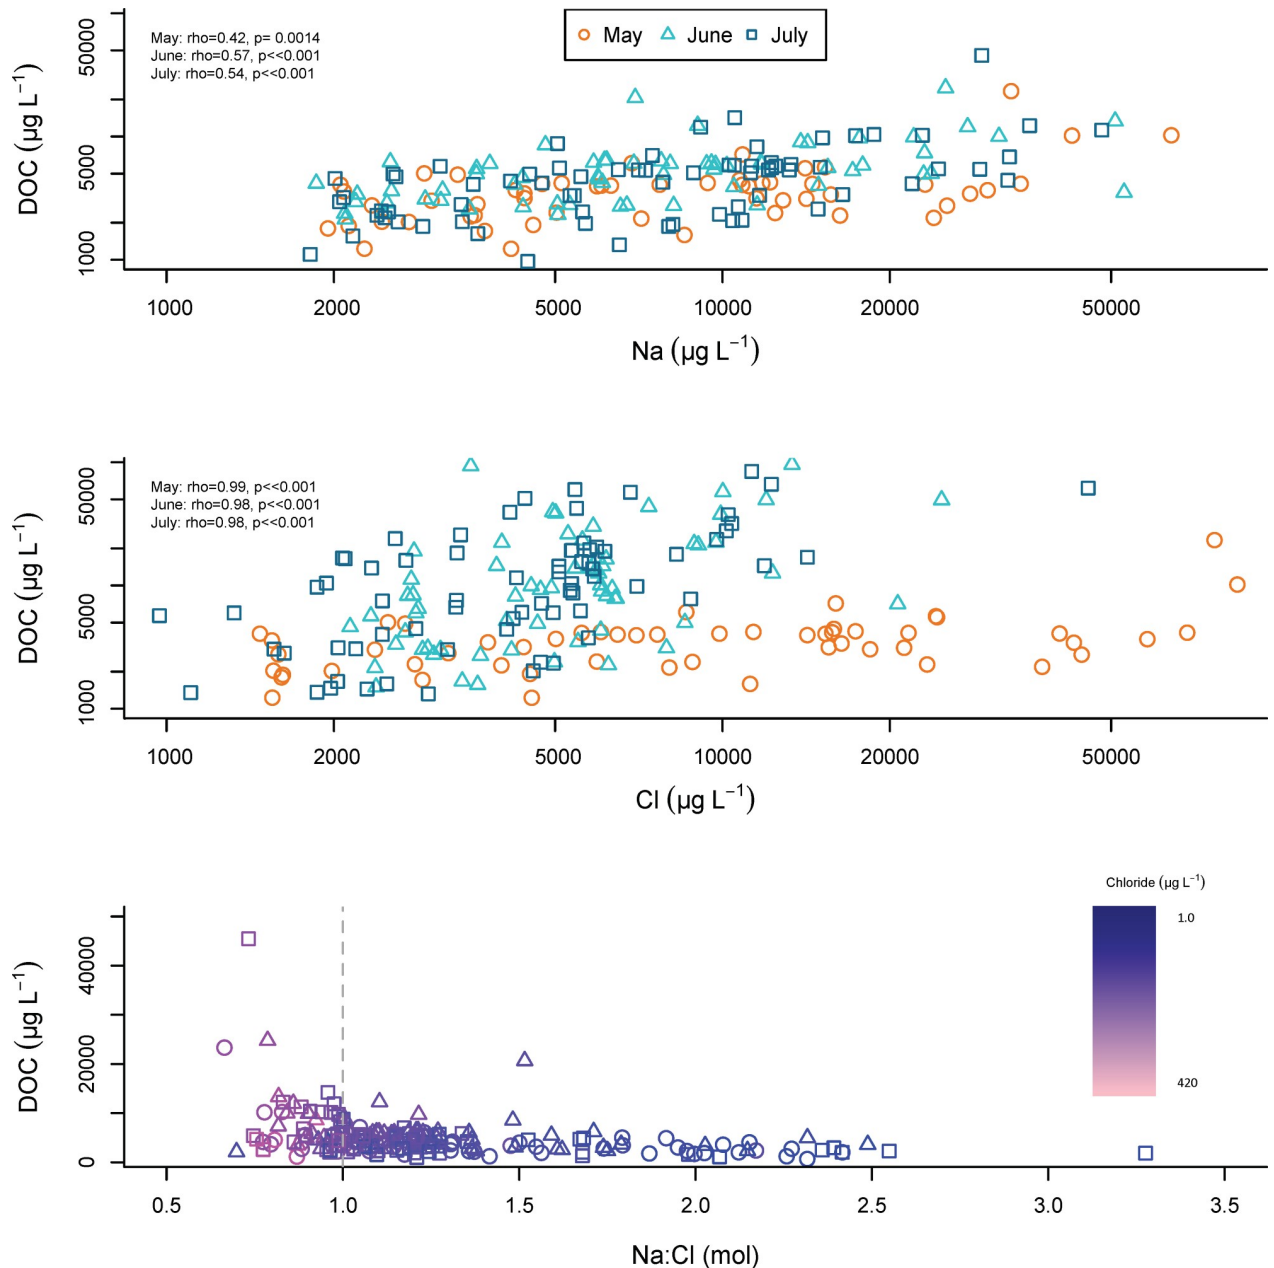 May: rho=0.42, p= 0.0014
June: rho=0.57, p<<0.001
July: rho=0.54, p<<0.001
May June July
DOC (µg L⁻¹)
50000
5000
1000
1000 2000 5000 10000 20000 50000
Na (µg L⁻¹)
May: rho=0.99, p<<0.001
June: rho=0.98, p<<0.001
July: rho=0.98, p<<0.001
DOC (µg L⁻¹)
50000
5000
1000
1000 2000 5000 10000 20000 50000
Cl (µg L⁻¹)
Chloride (µg L⁻¹)
1.0
420
DOC (µg L⁻¹)
40000
20000
0
0.5 1.0 1.5 2.0 2.5 3.0 3.5
Na:Cl (mol)